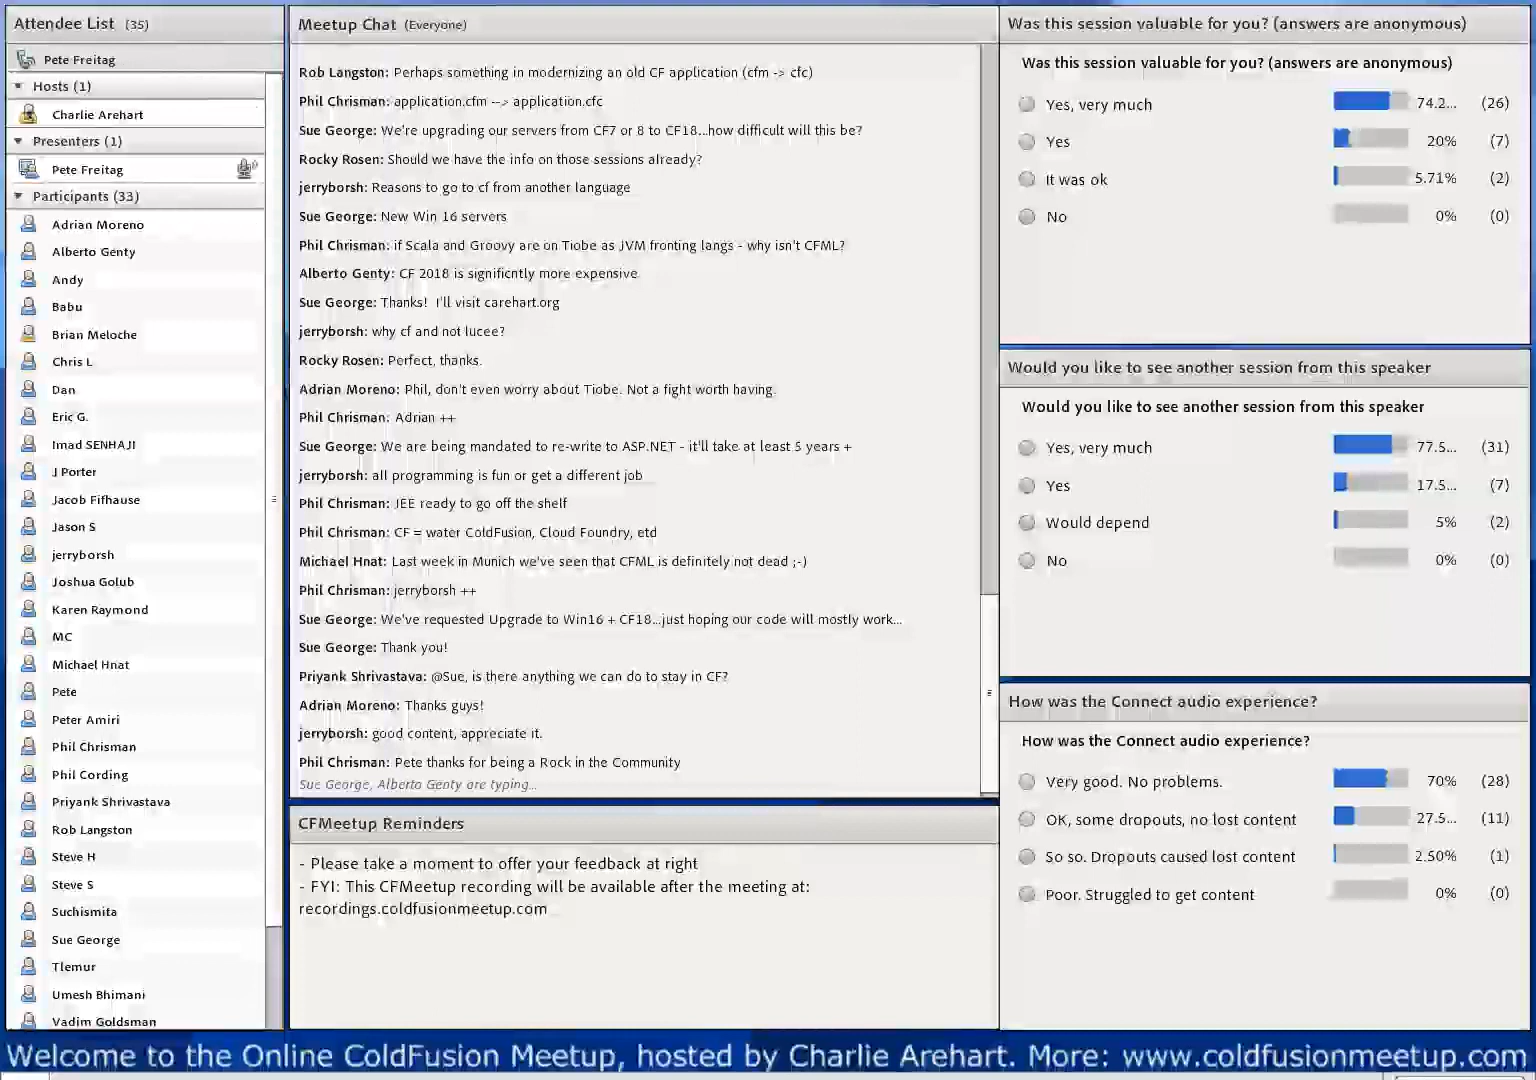 Attendee List (35)
Pete Freitag
Hosts (1)
Charlie Arehart
Presenters (1)
Pete Freitag
Participants (33)
Adrian Moreno
Alberto Genty
Andy
Babu
Brian Meloche
Chris L
Dan
Eric G.
Imad SENHAJI
J Porter
Jacob Fifhause
Jason S
jerryborsh
Joshua Golub
Karen Raymond
MC
Michael Hnat
Pete
Peter Amiri
Phil Chrisman
Phil Cording
Priyank Shrivastava
Rob Langston
Steve H
Steve S
Suchismita
Sue George
Tlemur
Umesh Bhimani
Vadim Goldsman
Meetup Chat (Everyone)
Rob Langston: Perhaps something in modernizing an old CF application (cfm -> cfc)
Phil Chrisman: application.cfm --> application.cfc
Sue George: We're upgrading our servers from CF7 or 8 to CF18...how difficult will this be?
Rocky Rosen: Should we have the info on those sessions already?
jerryborsh: Reasons to go to cf from another language
Sue George: New Win 16 servers
Phil Chrisman: if Scala and Groovy are on Tiobe as JVM fronting langs - why isn't CFML?
Alberto Genty: CF 2018 is significntly more expensive
Sue George: Thanks!  I'll visit carehart.org
jerryborsh: why cf and not lucee?
Rocky Rosen: Perfect, thanks.
Adrian Moreno: Phil, don't even worry about Tiobe. Not a fight worth having.
Phil Chrisman: Adrian ++
Sue George: We are being mandated to re-write to ASP.NET - it'll take at least 5 years +
jerryborsh: all programming is fun or get a different job
Phil Chrisman: JEE ready to go off the shelf
Phil Chrisman: CF = water ColdFusion, Cloud Foundry, etd
Michael Hnat: Last week in Munich we've seen that CFML is definitely not dead ;-)
Phil Chrisman: jerryborsh ++
Sue George: We've requested Upgrade to Win16 + CF18...just hoping our code will mostly work...
Sue George: Thank you!
Priyank Shrivastava: @Sue, is there anything we can do to stay in CF?
Adrian Moreno: Thanks guys!
jerryborsh: good content, appreciate it.
Phil Chrisman: Pete thanks for being a Rock in the Community
Sue George, Alberto Genty are typing...
CFMeetup Reminders
- Please take a moment to offer your feedback at right
- FYI: This CFMeetup recording will be available after the meeting at:
recordings.coldfusionmeetup.com
Was this session valuable for you? (answers are anonymous)
Was this session valuable for you? (answers are anonymous)
Yes, very much 74.2... (26)
Yes 20% (7)
It was ok 5.71% (2)
No 0% (0)
Would you like to see another session from this speaker
Would you like to see another session from this speaker
Yes, very much 77.5... (31)
Yes 17.5... (7)
Would depend 5% (2)
No 0% (0)
How was the Connect audio experience?
How was the Connect audio experience?
Very good. No problems. 70% (28)
OK, some dropouts, no lost content 27.5... (11)
So so. Dropouts caused lost content 2.50% (1)
Poor. Struggled to get content 0% (0)
Welcome to the Online ColdFusion Meetup, hosted by Charlie Arehart. More: www.coldfusionmeetup.com